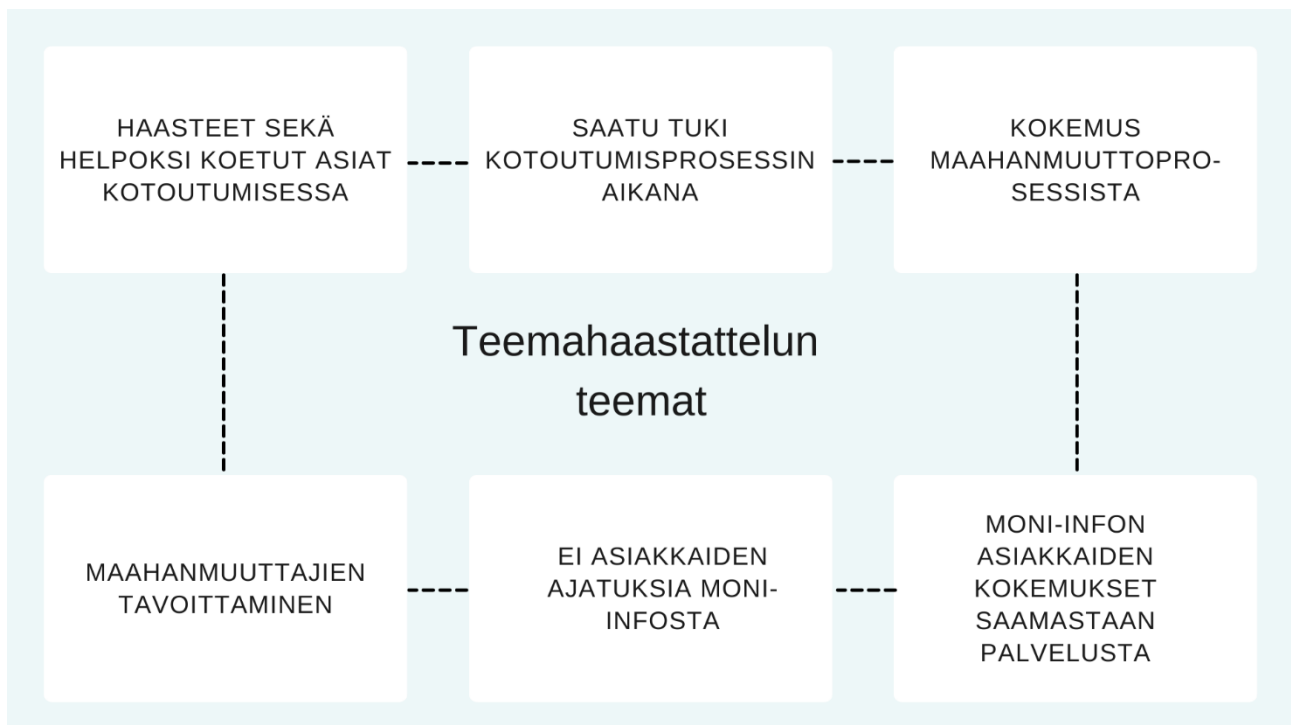 HAASTEET SEKÄ
HELPOKSI KOETUT ASIAT
KOTOUTUMISESSA
SAATU TUKI
KOTOUTUMISPROSESSIN
AIKANA
KOKEMUS
MAAHANMUUTTOPRO-
SESSISTA
Teemahaastattelun
teemat
MAAHANMUUTTAJIEN
TAVOITTAMINEN
EI ASIAKKAIDEN
AJATUKSIA MONI-
INFOSTA
MONI-INFON
ASIAKKAIDEN
KOKEMUKSET
SAAMASTAAN
PALVELUSTA